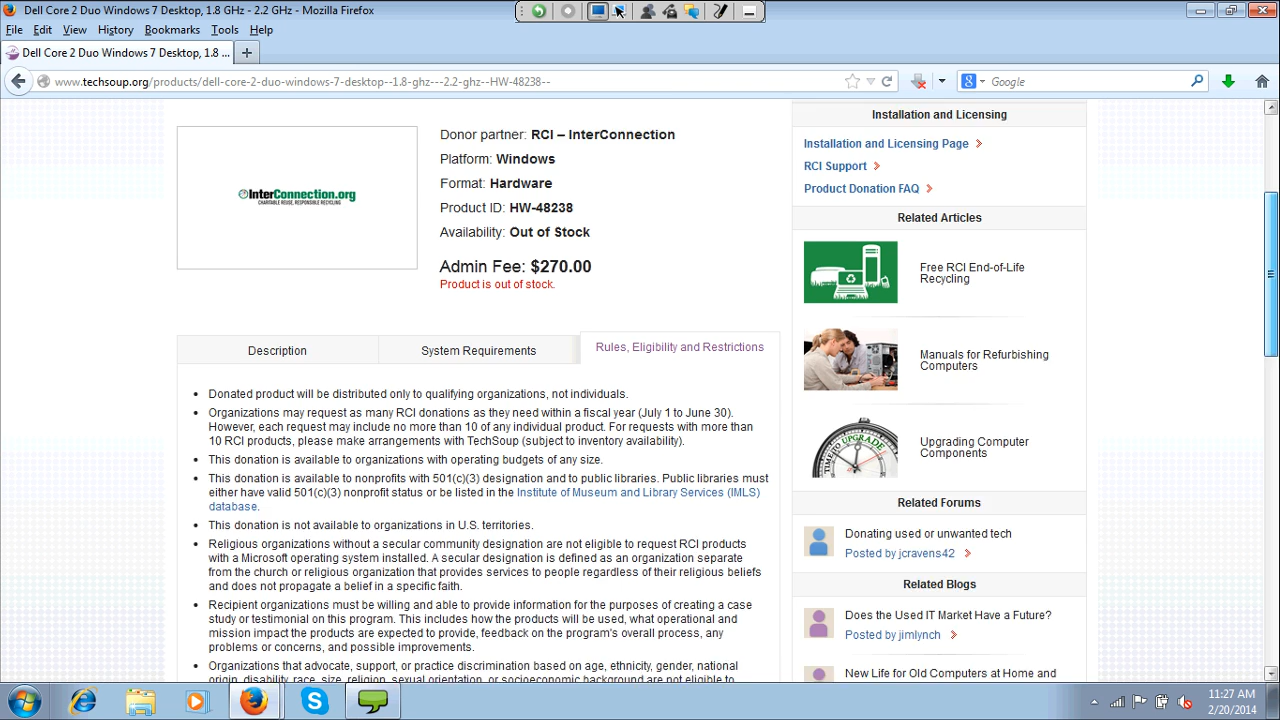 Dell Core 2 Duo Windows 7 Desktop, 1.8 GHz - 2.2 GHz - Mozilla Firefox
File Edit View History Bookmarks Tools Help
Dell Core 2 Duo Windows 7 Desktop, 1.8 ...
www.techsoup.org/products/dell-core-2-duo-windows-7-desktop--1.8-ghz---2.2-ghz--HW-48238--
Google
InterConnection.org
CHARITABLE REUSE, RESPONSIBLE RECYCLING
Donor partner: RCI – InterConnection
Platform: Windows
Format: Hardware
Product ID: HW-48238
Availability: Out of Stock
Admin Fee: $270.00
Product is out of stock.
Description
System Requirements
Rules, Eligibility and Restrictions
• Donated product will be distributed only to qualifying organizations, not individuals.
• Organizations may request as many RCI donations as they need within a fiscal year (July 1 to June 30).
However, each request may include no more than 10 of any individual product. For requests with more than
10 RCI products, please make arrangements with TechSoup (subject to inventory availability).
• This donation is available to organizations with operating budgets of any size.
• This donation is available to nonprofits with 501(c)(3) designation and to public libraries. Public libraries must
either have valid 501(c)(3) nonprofit status or be listed in the Institute of Museum and Library Services (IMLS)
database.
• This donation is not available to organizations in U.S. territories.
• Religious organizations without a secular community designation are not eligible to request RCI products
with a Microsoft operating system installed. A secular designation is defined as an organization separate
from the church or religious organization that provides services to people regardless of their religious beliefs
and does not propagate a belief in a specific faith.
• Recipient organizations must be willing and able to provide information for the purposes of creating a case
study or testimonial on this program. This includes how the products will be used, what operational and
mission impact the products are expected to provide, feedback on the program's overall process, any
problems or concerns, and possible improvements.
• Organizations that advocate, support, or practice discrimination based on age, ethnicity, gender, national
origin, disability, race, size, religion, sexual orientation, or socioeconomic background are not eligible to
Installation and Licensing
Installation and Licensing Page
RCI Support
Product Donation FAQ
Related Articles
Free RCI End-of-Life
Recycling
Manuals for Refurbishing
Computers
TIME TO UPGRADE
Upgrading Computer
Components
Related Forums
Donating used or unwanted tech
Posted by jcravens42
Related Blogs
Does the Used IT Market Have a Future?
Posted by jimlynch
New Life for Old Computers at Home and
11:27 AM
2/20/2014